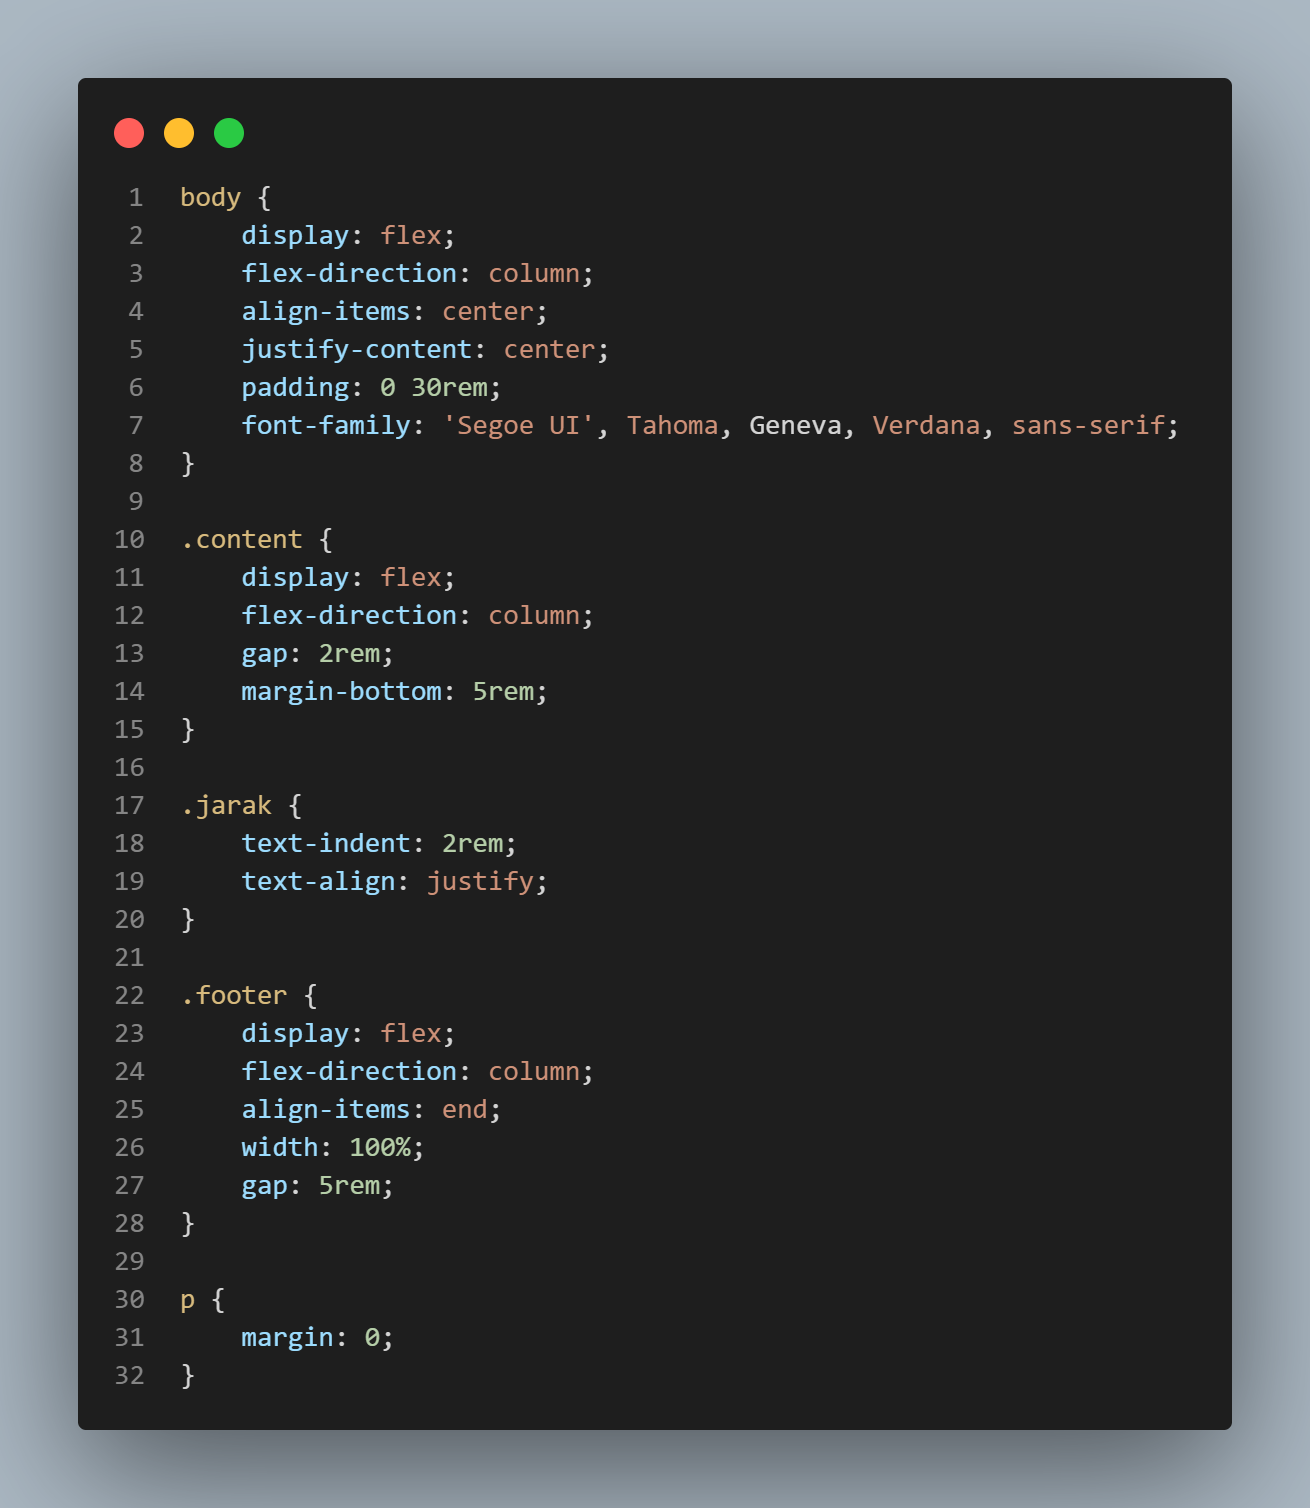 1 body {
2     display: flex;
3     flex-direction: column;
4     align-items: center;
5     justify-content: center;
6     padding: 0 30rem;
7     font-family: 'Segoe UI', Tahoma, Geneva, Verdana, sans-serif;
8 }
9
10 .content {
11     display: flex;
12     flex-direction: column;
13     gap: 2rem;
14     margin-bottom: 5rem;
15 }
16
17 .jarak {
18     text-indent: 2rem;
19     text-align: justify;
20 }
21
22 .footer {
23     display: flex;
24     flex-direction: column;
25     align-items: end;
26     width: 100%;
27     gap: 5rem;
28 }
29
30 p {
31     margin: 0;
32 }